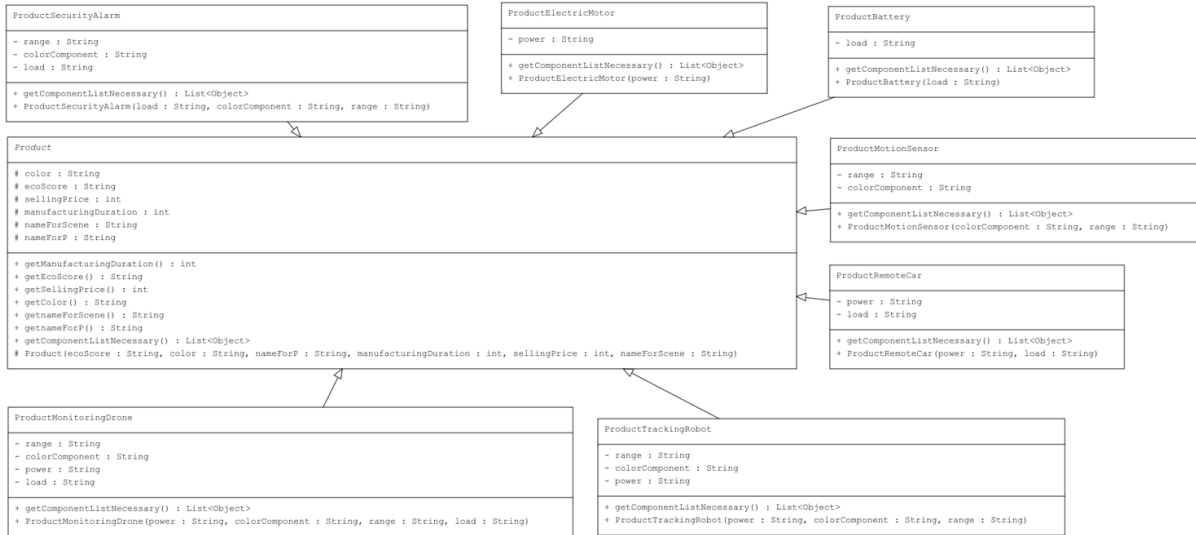 ProductSecurityAlarm
- range : String
- colorComponent : String
- load : String
+ getComponentListNecessary() : List<Object>
+ ProductSecurityAlarm(load : String, colorComponent : String, range : String)
ProductElectricMotor
- power : String
+ getComponentListNecessary() : List<Object>
+ ProductElectricMotor(power : String)
ProductBattery
- load : String
+ getComponentListNecessary() : List<Object>
+ ProductBattery(load : String)
Product
# color : String
# ecoScore : String
# sellingPrice : int
# manufacturingDuration : int
# nameForScene : String
# nameForP : String
+ getManufacturingDuration() : int
+ getEcoScore() : String
+ getSellingPrice() : int
+ getColor() : String
+ getnameForScene() : String
+ getnameForP() : String
+ getComponentListNecessary() : List<Object>
# Product(ecoScore : String, color : String, nameForP : String, manufacturingDuration : int, sellingPrice : int, nameForScene : String)
ProductMotionSensor
- range : String
- colorComponent : String
+ getComponentListNecessary() : List<Object>
+ ProductMotionSensor(colorComponent : String, range : String)
ProductRemoteCar
- power : String
- load : String
+ getComponentListNecessary() : List<Object>
+ ProductRemoteCar(power : String, load : String)
ProductMonitoringDrone
- range : String
- colorComponent : String
- power : String
- load : String
+ getComponentListNecessary() : List<Object>
+ ProductMonitoringDrone(power : String, colorComponent : String, range : String, load : String)
ProductTrackingRobot
- range : String
- colorComponent : String
- power : String
+ getComponentListNecessary() : List<Object>
+ ProductTrackingRobot(power : String, colorComponent : String, range : String)